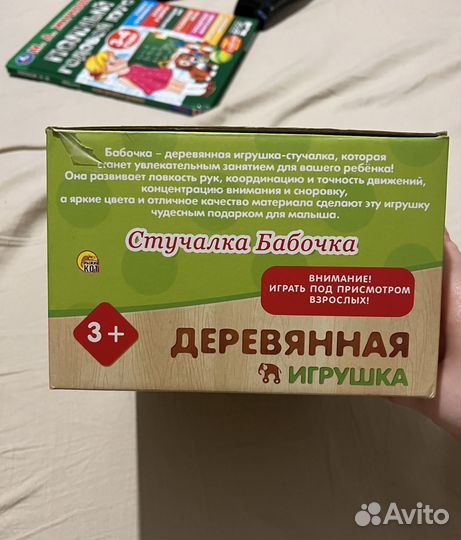 Бабочка – деревянная игрушка-стучалка, которая
станет увлекательным занятием для вашего ребёнка!
Она развивает ловкость рук, координацию и точность движений,
концентрацию внимания и сноровку,
а яркие цвета и отличное качество материала сделают эту игрушку
чудесным подарком для малыша.
Стучалка Бабочка
РЫЖИЙ
КОТ
ВНИМАНИЕ!
ИГРАТЬ ПОД ПРИСМОТРОМ
ВЗРОСЛЫХ!
3+
ДЕРЕВЯННАЯ
ИГРУШКА
Avito